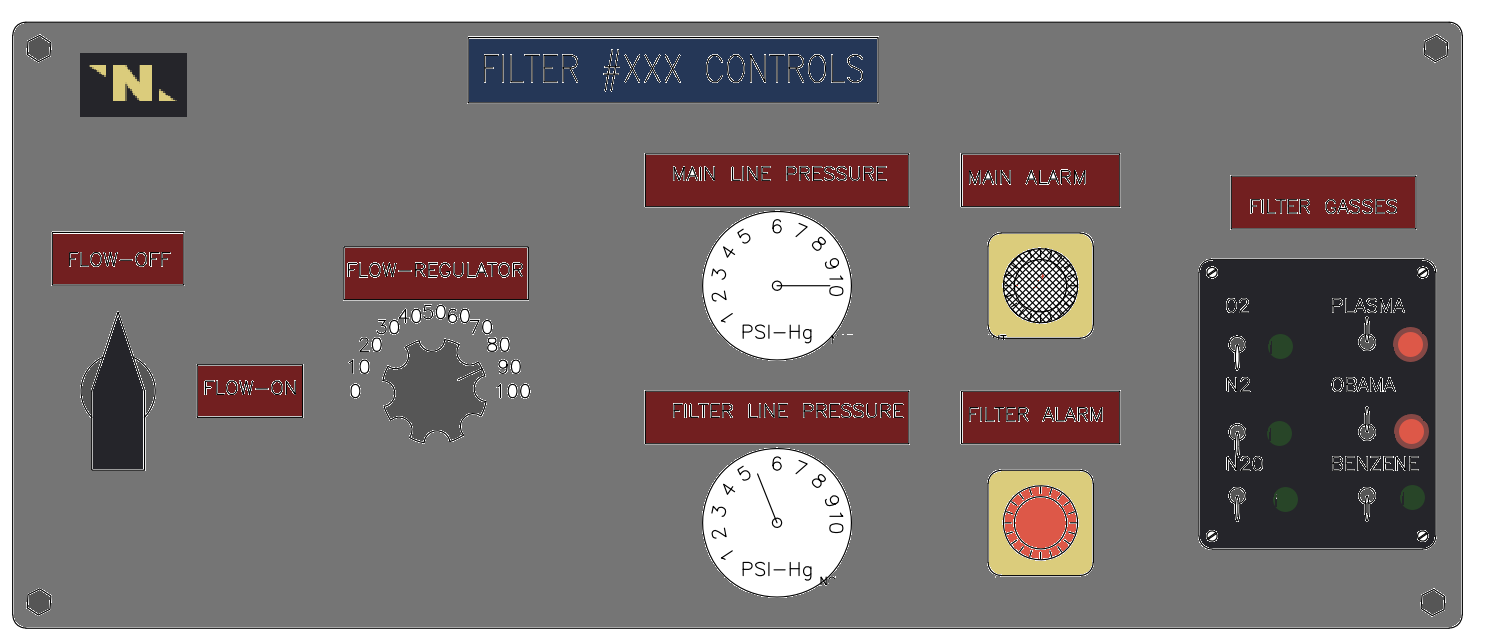 N
FILTER #XXX CONTROLS
MAIN LINE PRESSURE
MAIN ALARM
FILTER GASSES
FLOW-OFF
FLOW-REGULATOR
FLOW-ON
0 10 20 30 40 50 60 70 80 90 100
1 2 3 4 5 6 7 8 9 10
PSI-Hg
FILTER LINE PRESSURE
FILTER ALARM
1 2 3 4 5 6 7 8 9 10
PSI-Hg
O2 PLASMA
N2 OBAMA
N2O BENZENE